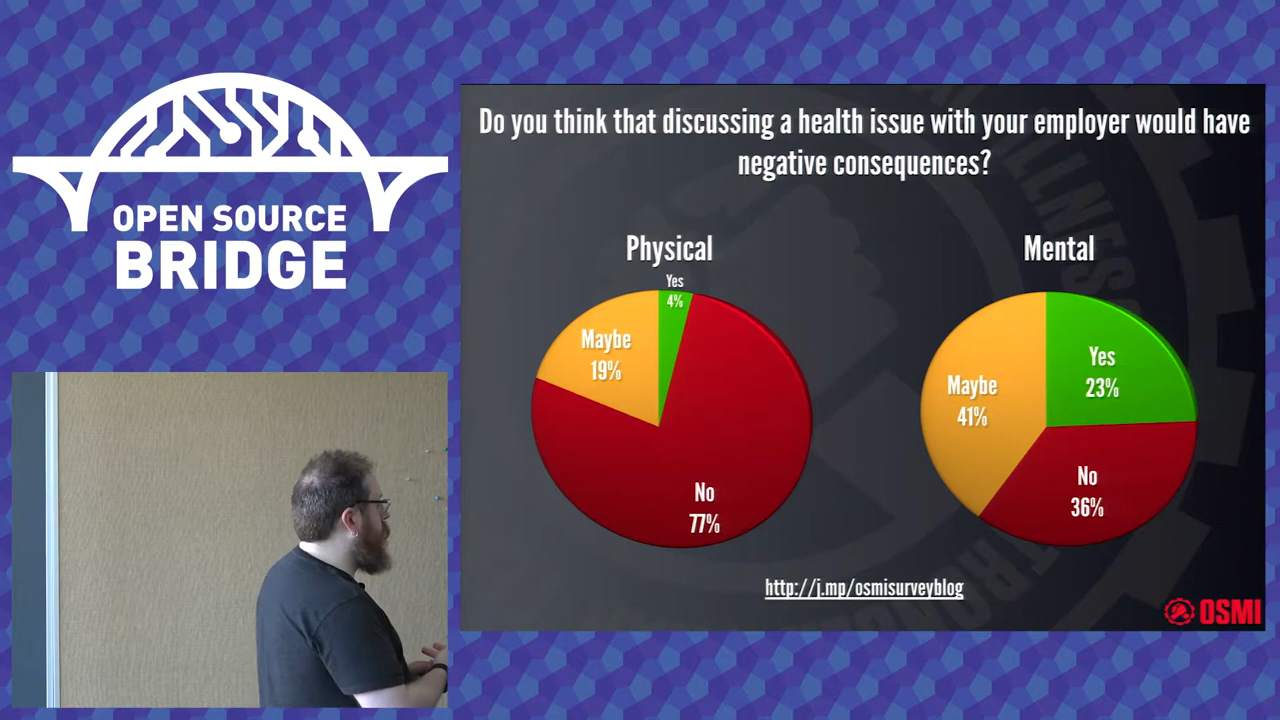 OPEN SOURCE
BRIDGE
Do you think that discussing a health issue with your employer would have
negative consequences?
Physical
Yes
4%
Maybe
19%
No
77%
Mental
Yes
23%
Maybe
41%
No
36%
http://j.mp/osmisurveyblog
OSMI